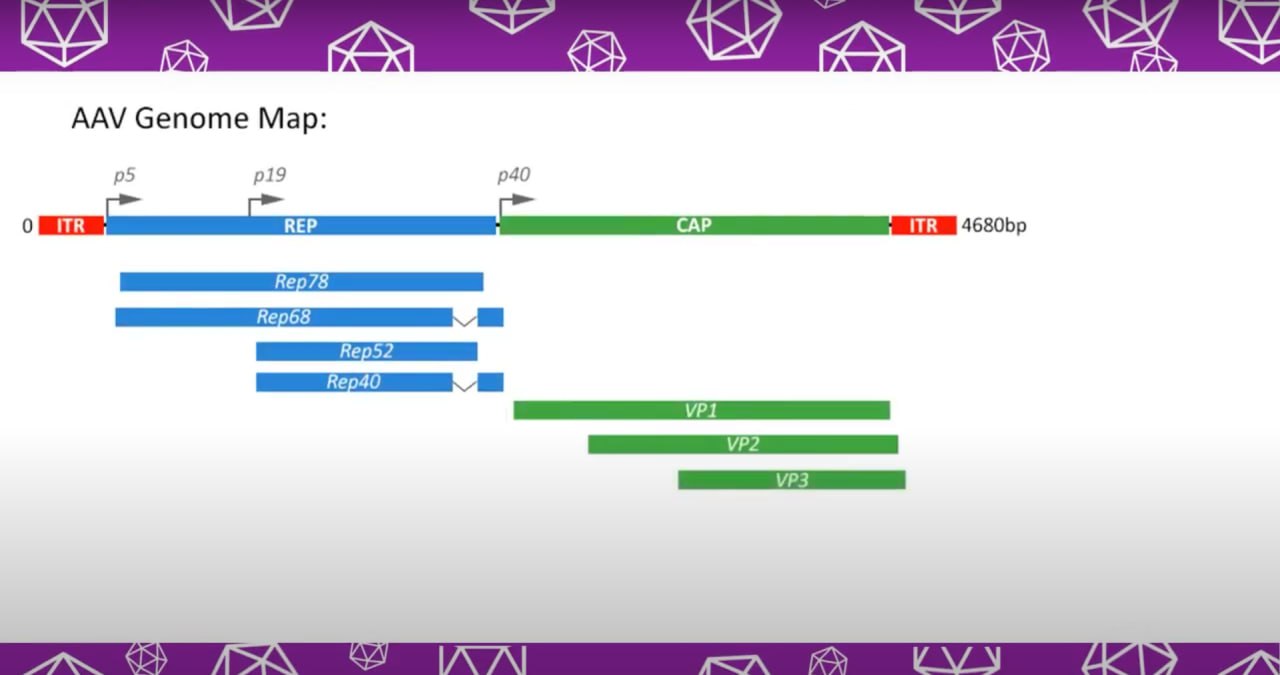 AAV Genome Map:
p5 p19 p40
0 ITR REP CAP ITR 4680bp
Rep78
Rep68
Rep52
Rep40
VP1
VP2
VP3